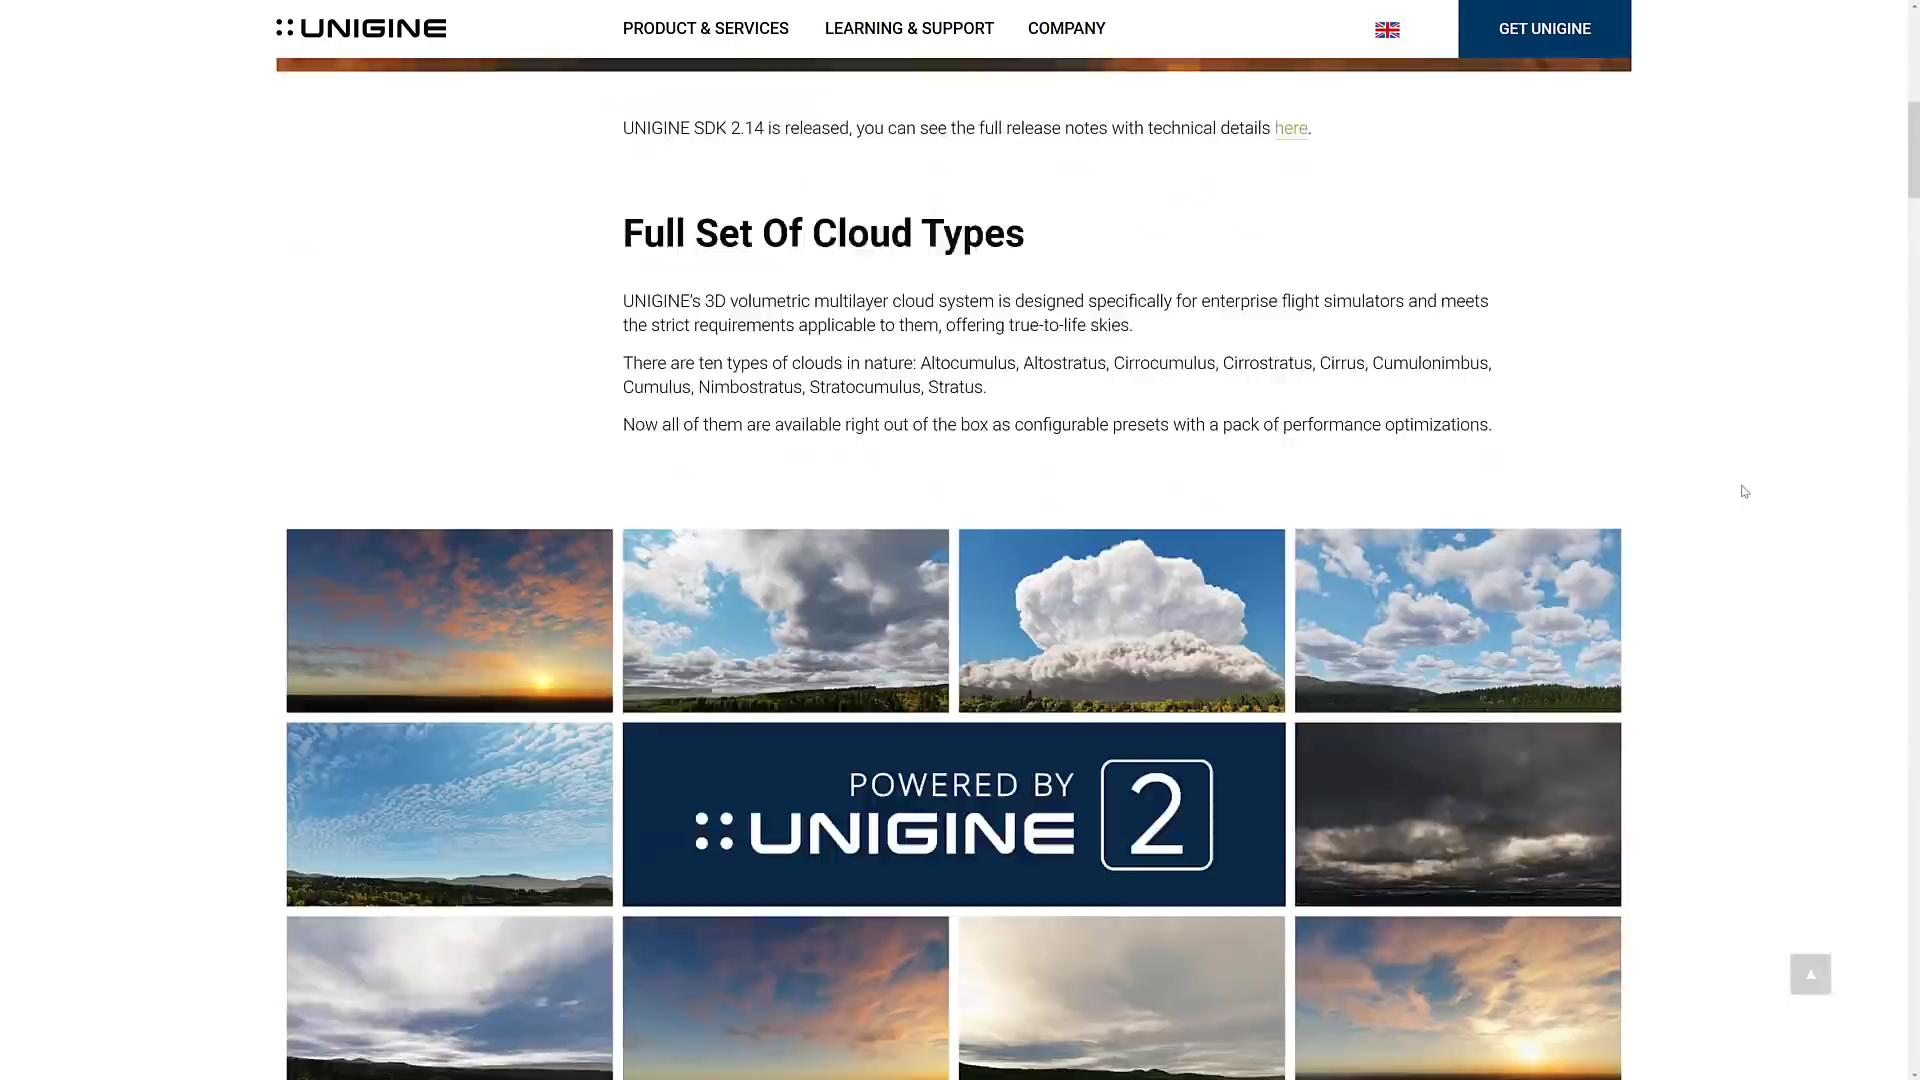 UNIGINE
PRODUCT & SERVICES
LEARNING & SUPPORT
COMPANY
GET UNIGINE
UNIGINE SDK 2.14 is released, you can see the full release notes with technical details here.
Full Set Of Cloud Types
UNIGINE's 3D volumetric multilayer cloud system is designed specifically for enterprise flight simulators and meets
the strict requirements applicable to them, offering true-to-life skies.
There are ten types of clouds in nature: Altocumulus, Altostratus, Cirrocumulus, Cirrostratus, Cirrus, Cumulonimbus,
Cumulus, Nimbostratus, Stratocumulus, Stratus.
Now all of them are available right out of the box as configurable presets with a pack of performance optimizations.
POWERED BY
UNIGINE 2